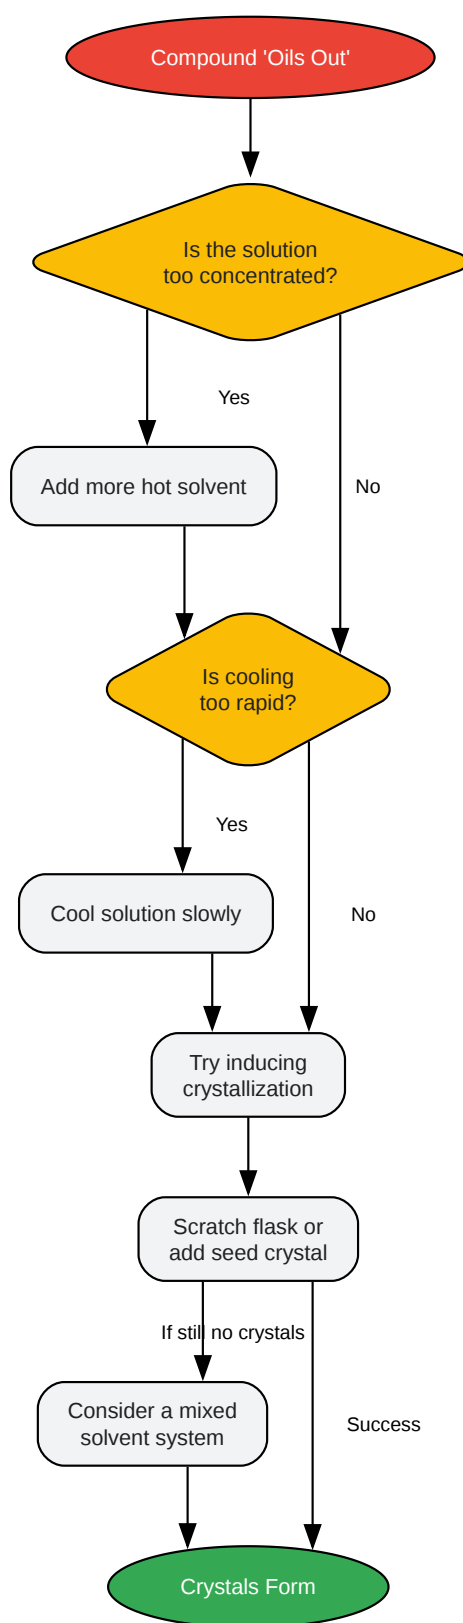 Compound 'Oils Out'
Is the solution
too concentrated?
Yes
Add more hot solvent
No
Is cooling
too rapid?
Yes
Cool solution slowly
No
Try inducing
crystallization
Scratch flask or
add seed crystal
If still no crystals
Consider a mixed
solvent system
Success
Crystals Form